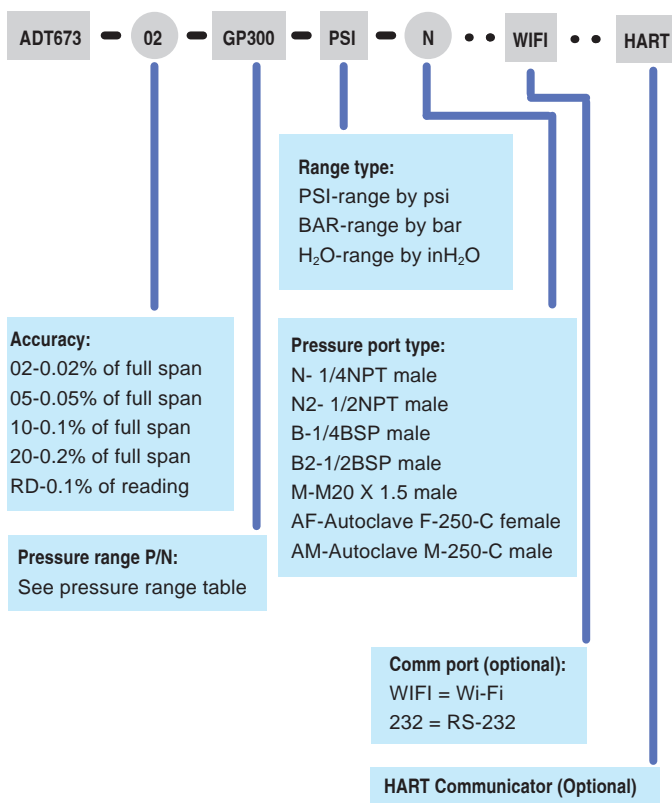 ADT673 – 02 – GP300 – PSI – N •• WIFI •• HART
Range type:
PSI-range by psi
BAR-range by bar
H₂O-range by inH₂O
Accuracy:
02-0.02% of full span
05-0.05% of full span
10-0.1% of full span
20-0.2% of full span
RD-0.1% of reading
Pressure port type:
N- 1/4NPT male
N2- 1/2NPT male
B-1/4BSP male
B2-1/2BSP male
M-M20 X 1.5 male
AF-Autoclave F-250-C female
AM-Autoclave M-250-C male
Pressure range P/N:
See pressure range table
Comm port (optional):
WIFI = Wi-Fi
232 = RS-232
HART Communicator (Optional)